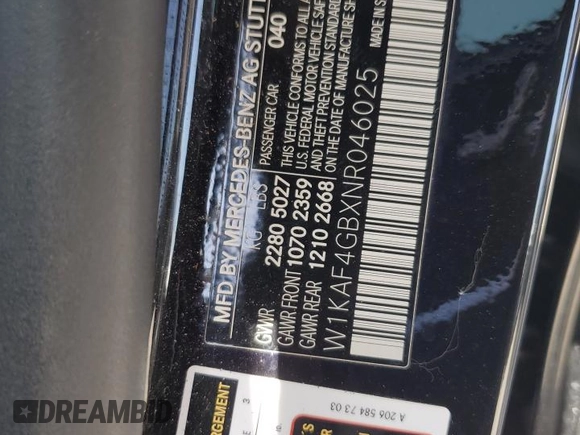 MFD BY MERCEDES-BENZ AG STUTT
KG LBS
GVWR 2280 5027
GAWR FRONT 1070 2359
GAWR REAR 1210 2668
PASSENGER CAR 040
THIS VEHICLE CONFORMS TO ALL
U.S. FEDERAL MOTOR VEHICLE SAF
AND THEFT PREVENTION STANDARD
ON THE DATE OF MANUFACTURE SH
W1KAF4GBXNR046025
MADE IN
A 206 584 73 03
DREAMBID